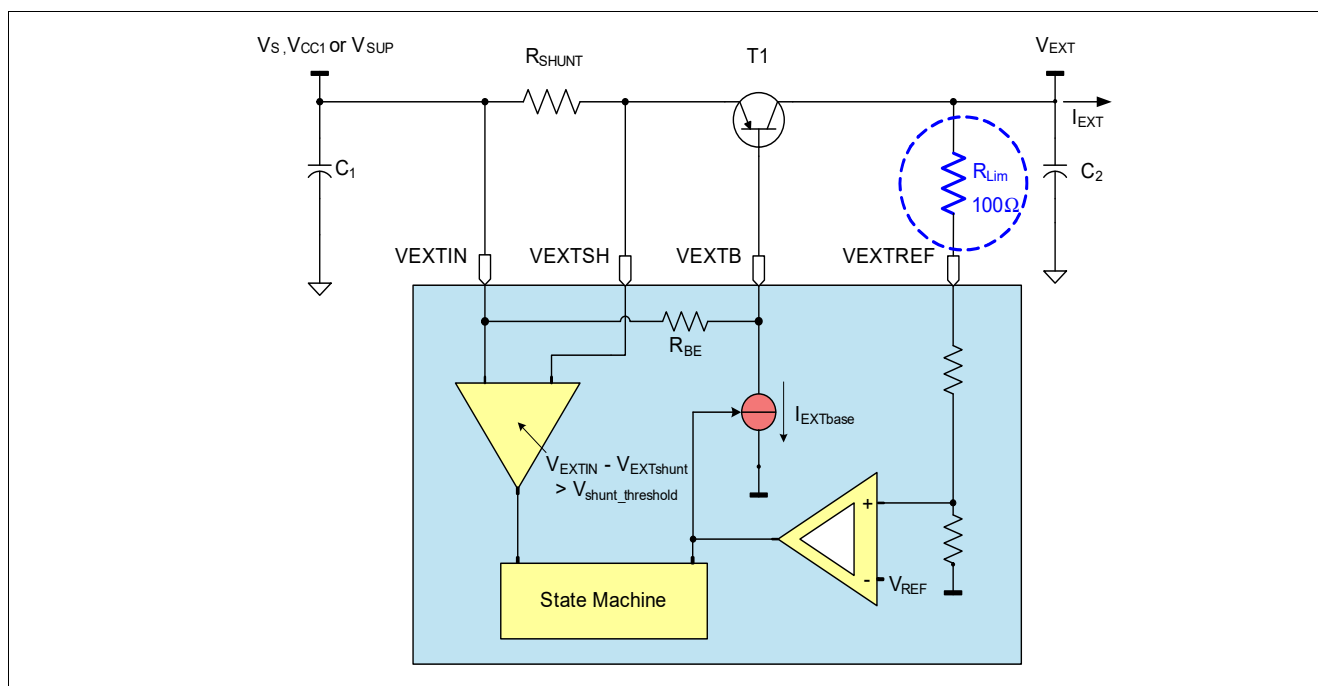 VS ,VCC1 or VSUP
RSHUNT
T1
VEXT
IEXT
C1
RLim
100Ω
C2
VEXTIN
VEXTSH
VEXTB
VEXTREF
RBE
IEXTbase
VEXTIN - VEXTshunt
> Vshunt_threshold
+
-
VREF
State Machine